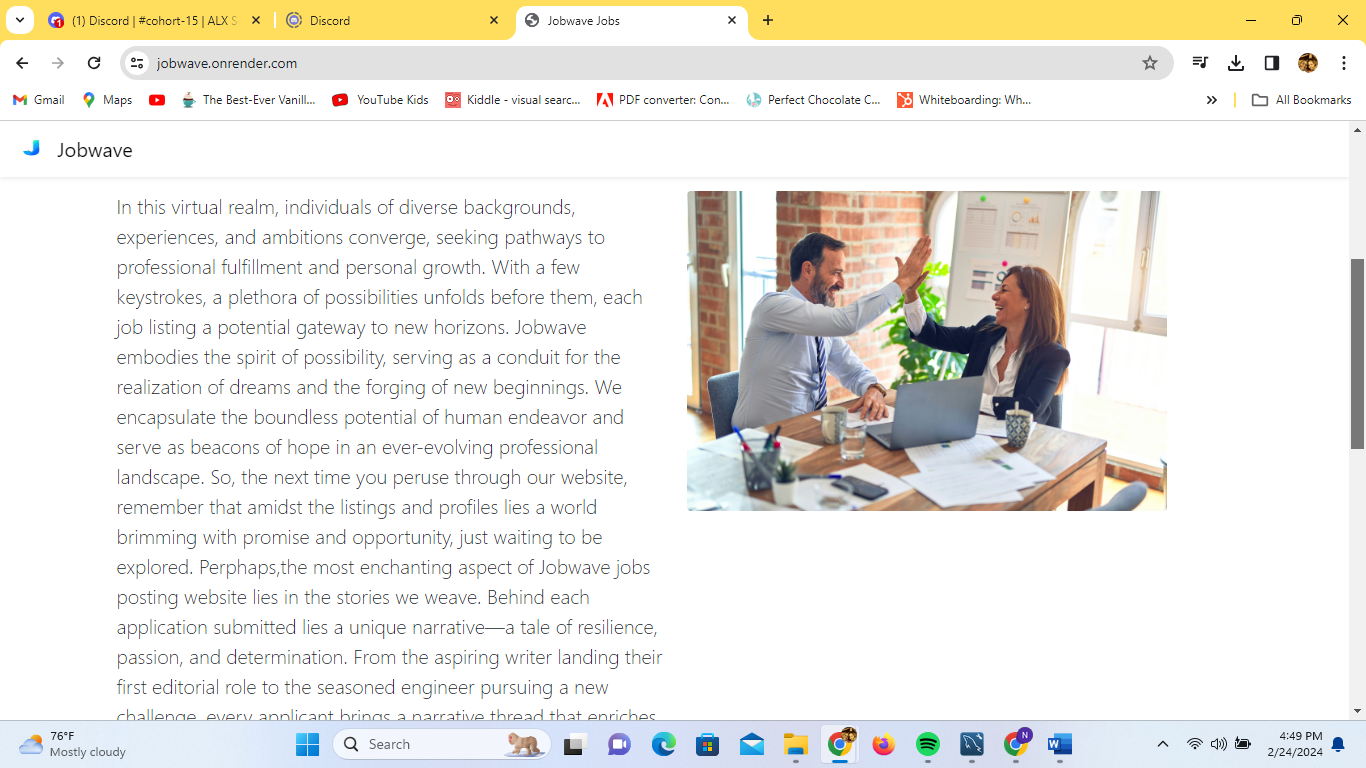 (1) Discord | #cohort-15 | ALX S
Discord
Jobwave Jobs
jobwave.onrender.com
Gmail
Maps
The Best-Ever Vanill...
YouTube Kids
Kiddle - visual searc...
PDF converter: Con...
Perfect Chocolate C...
Whiteboarding: Wh...
All Bookmarks
Jobwave
In this virtual realm, individuals of diverse backgrounds,
experiences, and ambitions converge, seeking pathways to
professional fulfillment and personal growth. With a few
keystrokes, a plethora of possibilities unfolds before them, each
job listing a potential gateway to new horizons. Jobwave
embodies the spirit of possibility, serving as a conduit for the
realization of dreams and the forging of new beginnings. We
encapsulate the boundless potential of human endeavor and
serve as beacons of hope in an ever-evolving professional
landscape. So, the next time you peruse through our website,
remember that amidst the listings and profiles lies a world
brimming with promise and opportunity, just waiting to be
explored. Perphaps,the most enchanting aspect of Jobwave jobs
posting website lies in the stories we weave. Behind each
application submitted lies a unique narrative—a tale of resilience,
passion, and determination. From the aspiring writer landing their
first editorial role to the seasoned engineer pursuing a new
challenge, every applicant brings a narrative thread that enriches
76°F
Mostly cloudy
Search
N
4:49 PM
2/24/2024